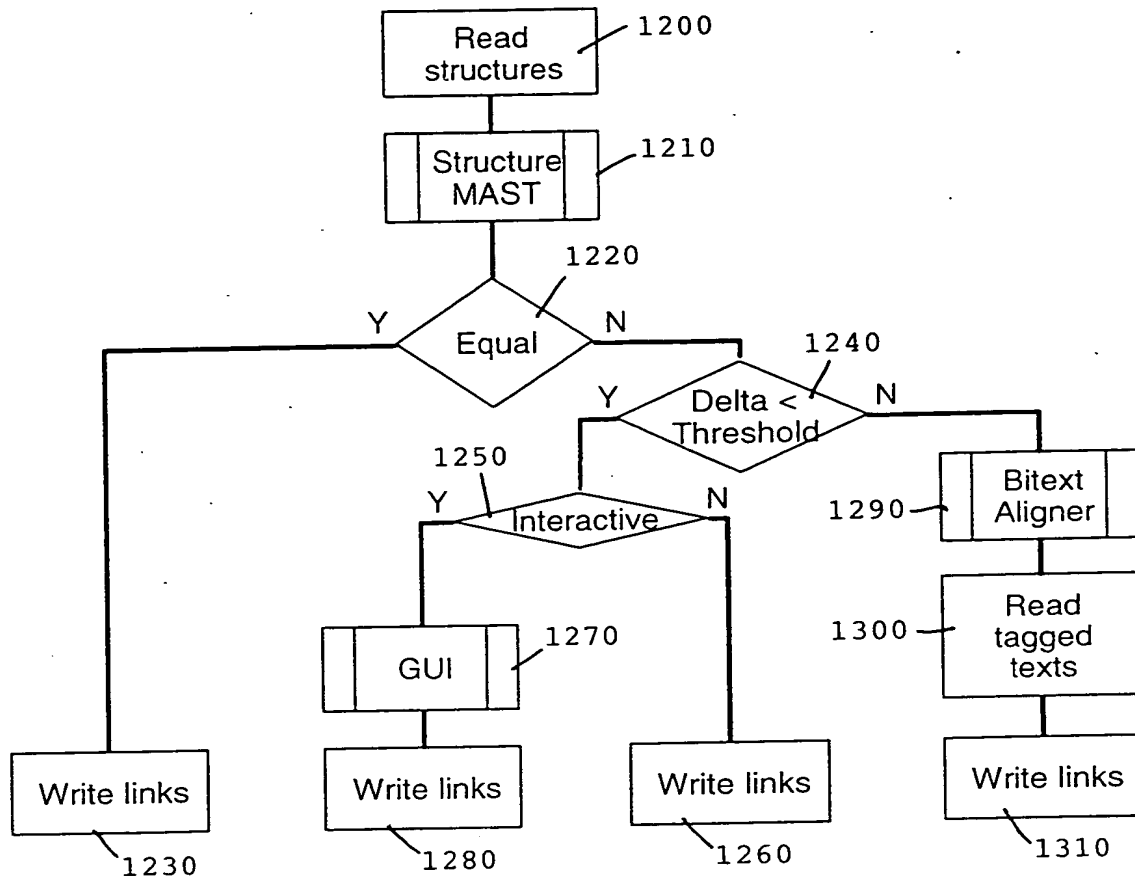 Read
structures
1200
Structure
MAST
1210
1220
Y
Equal
N
1240
Y
Delta <
Threshold
N
1250
Y
Interactive
N
1290
Bitext
Aligner
1270
GUI
1300
Read
tagged
texts
Write links
Write links
Write links
Write links
1230
1280
1260
1310